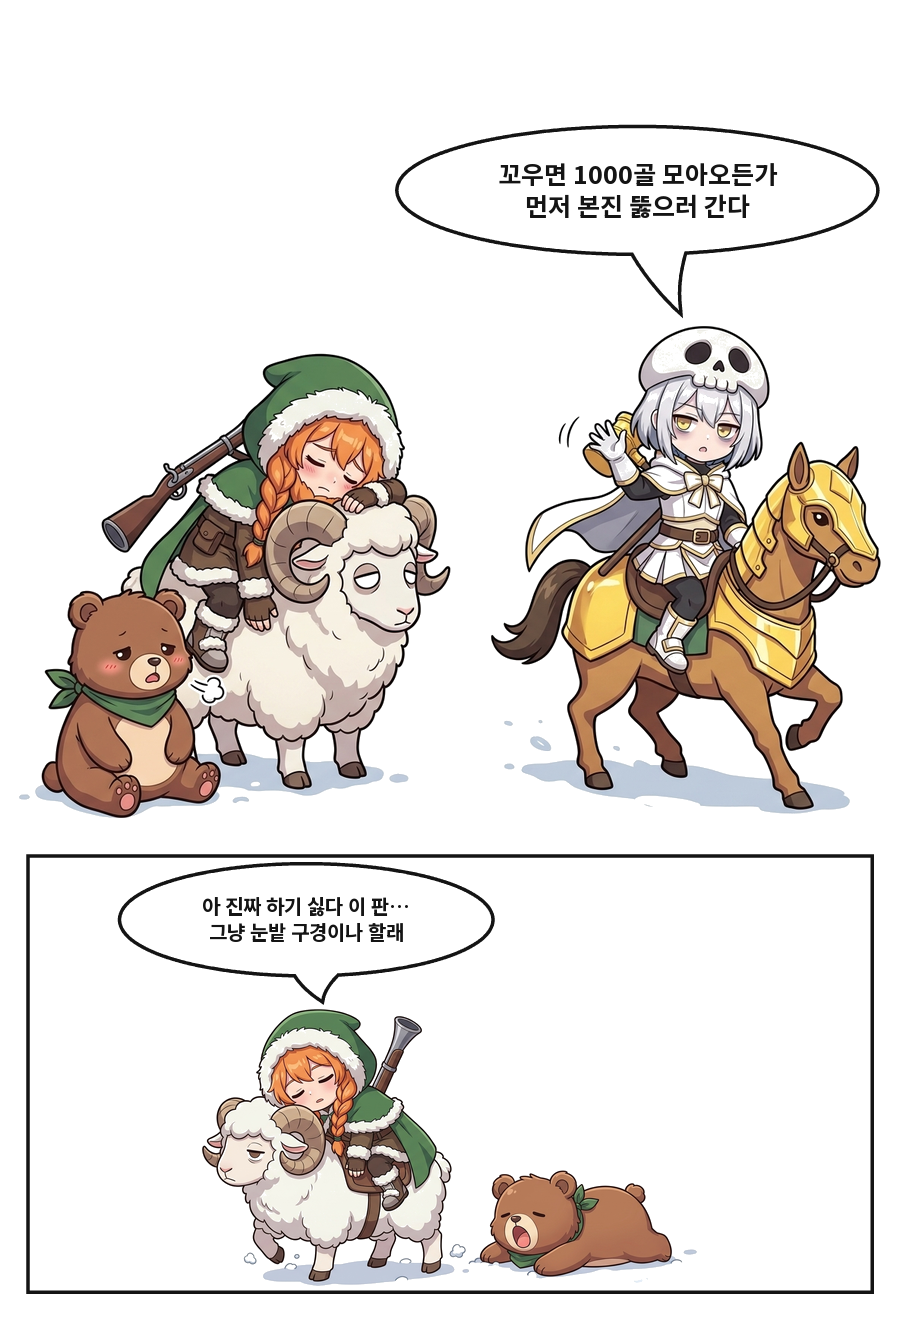 꼬우면 1000골 모아오든가
먼저 본진 뚫으러 간다
아 진짜 하기 싫다 이 판…
그냥 눈밭 구경이나 할래